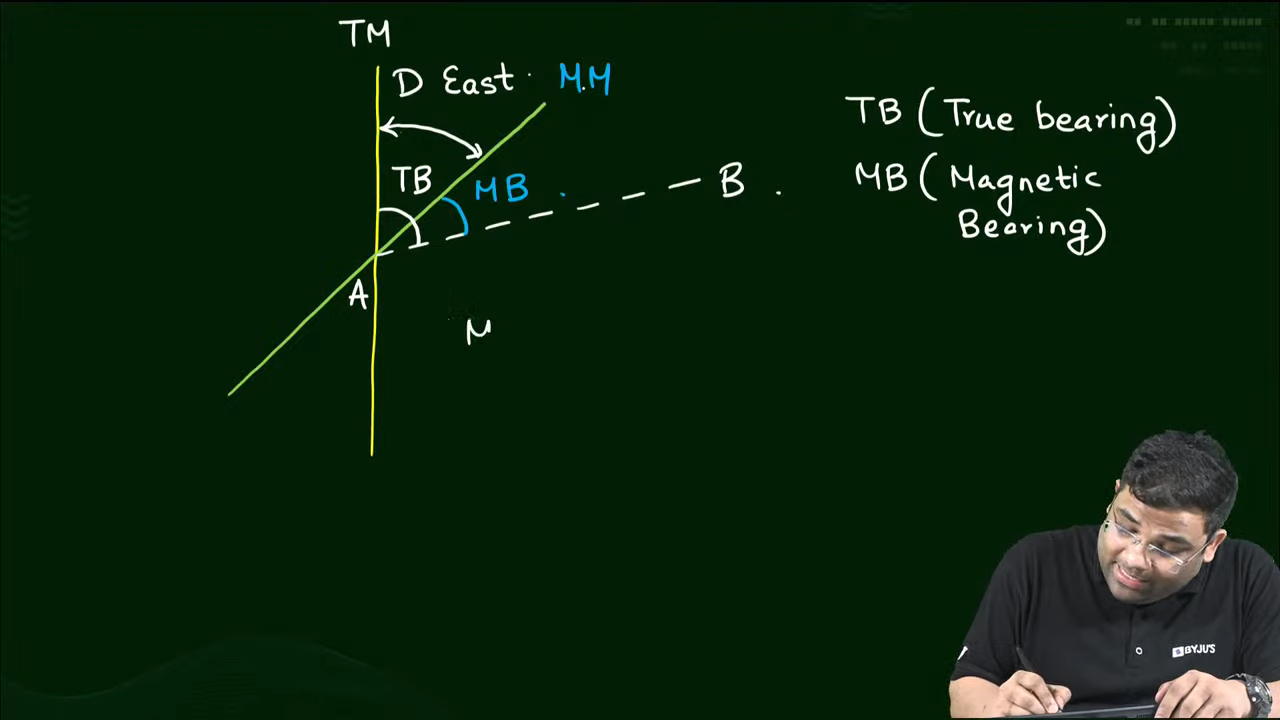 TM
D East
M.M
TB
MB
B
A
M
TB (True bearing)
MB (Magnetic
Bearing)
BYJU'S